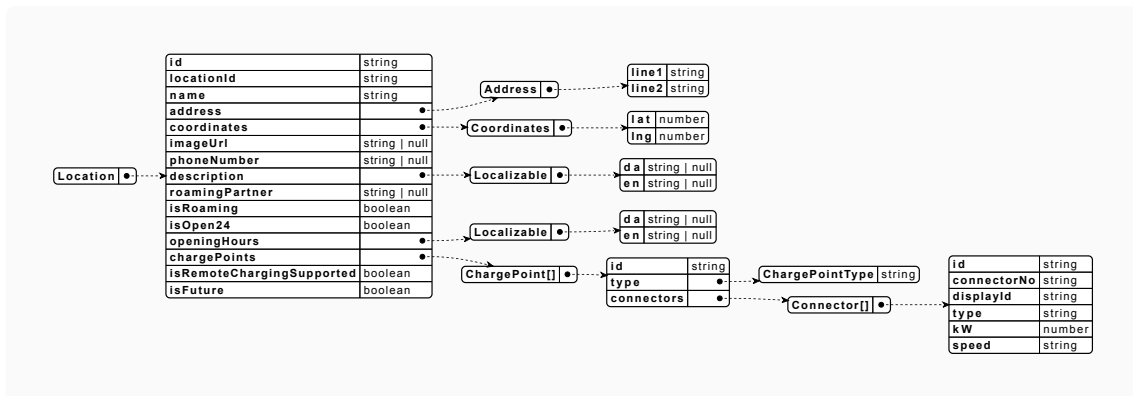 Location
id string
locationId string
name string
address
coordinates
imageUrl string | null
phoneNumber string | null
description
roamingPartner string | null
isRoaming boolean
isOpen24 boolean
openingHours
chargePoints
isRemoteChargingSupported boolean
isFuture boolean
Address
line1 string
line2 string
Coordinates
lat number
lng number
Localizable
da string | null
en string | null
Localizable
da string | null
en string | null
ChargePoint[]
id string
type
connectors
ChargePointType string
Connector[]
id string
connectorNo string
displayId string
type string
kW number
speed string